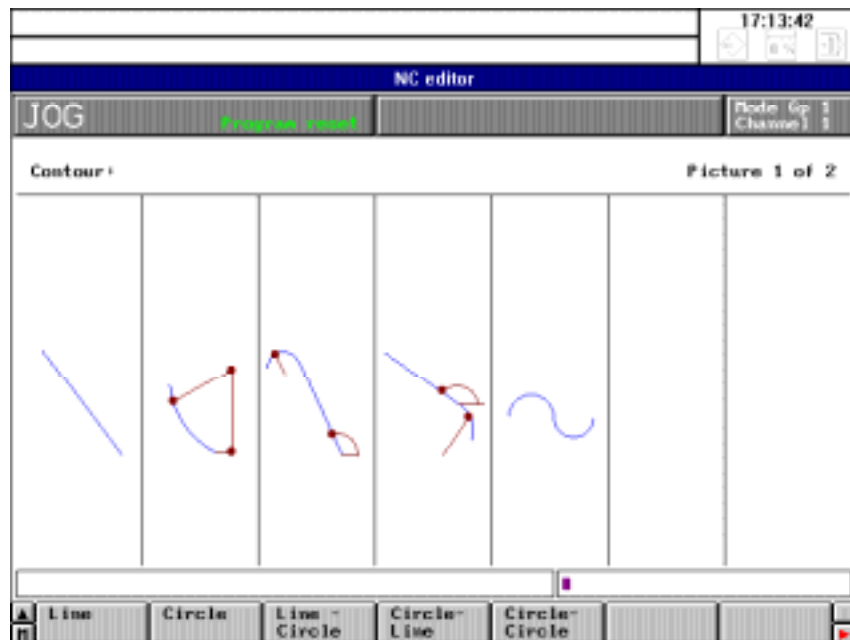 17:13:42
NC editor
JOG
Program reset
Mode Gp 1
Channel 1
Contour:
Picture 1 of 2
Line
Circle
Line -
Circle
Circle-
Line
Circle-
Circle